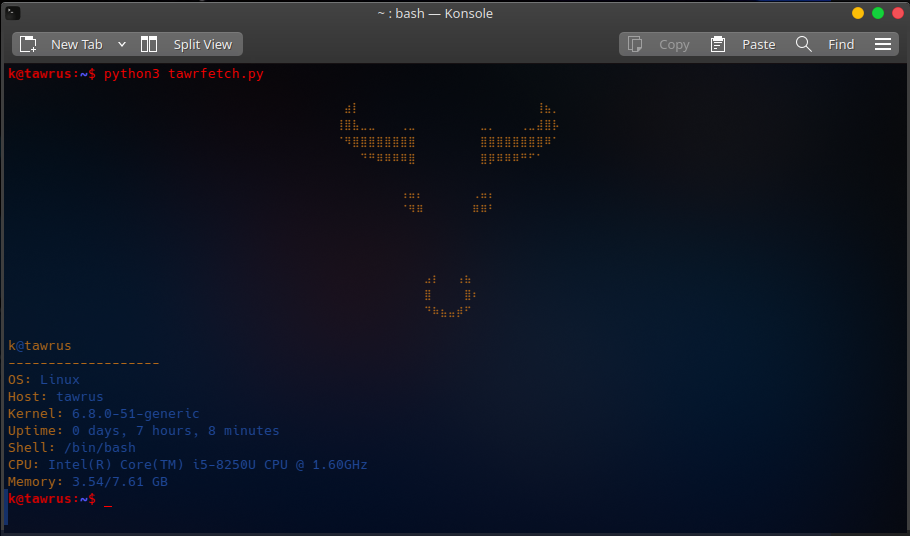 ~ : bash — Konsole
New Tab Split View Copy Paste Find
k@tawrus:~$ python3 tawrfetch.py
k@tawrus
-------------------
OS: Linux
Host: tawrus
Kernel: 6.8.0-51-generic
Uptime: 0 days, 7 hours, 8 minutes
Shell: /bin/bash
CPU: Intel(R) Core(TM) i5-8250U CPU @ 1.60GHz
Memory: 3.54/7.61 GB
k@tawrus:~$ _